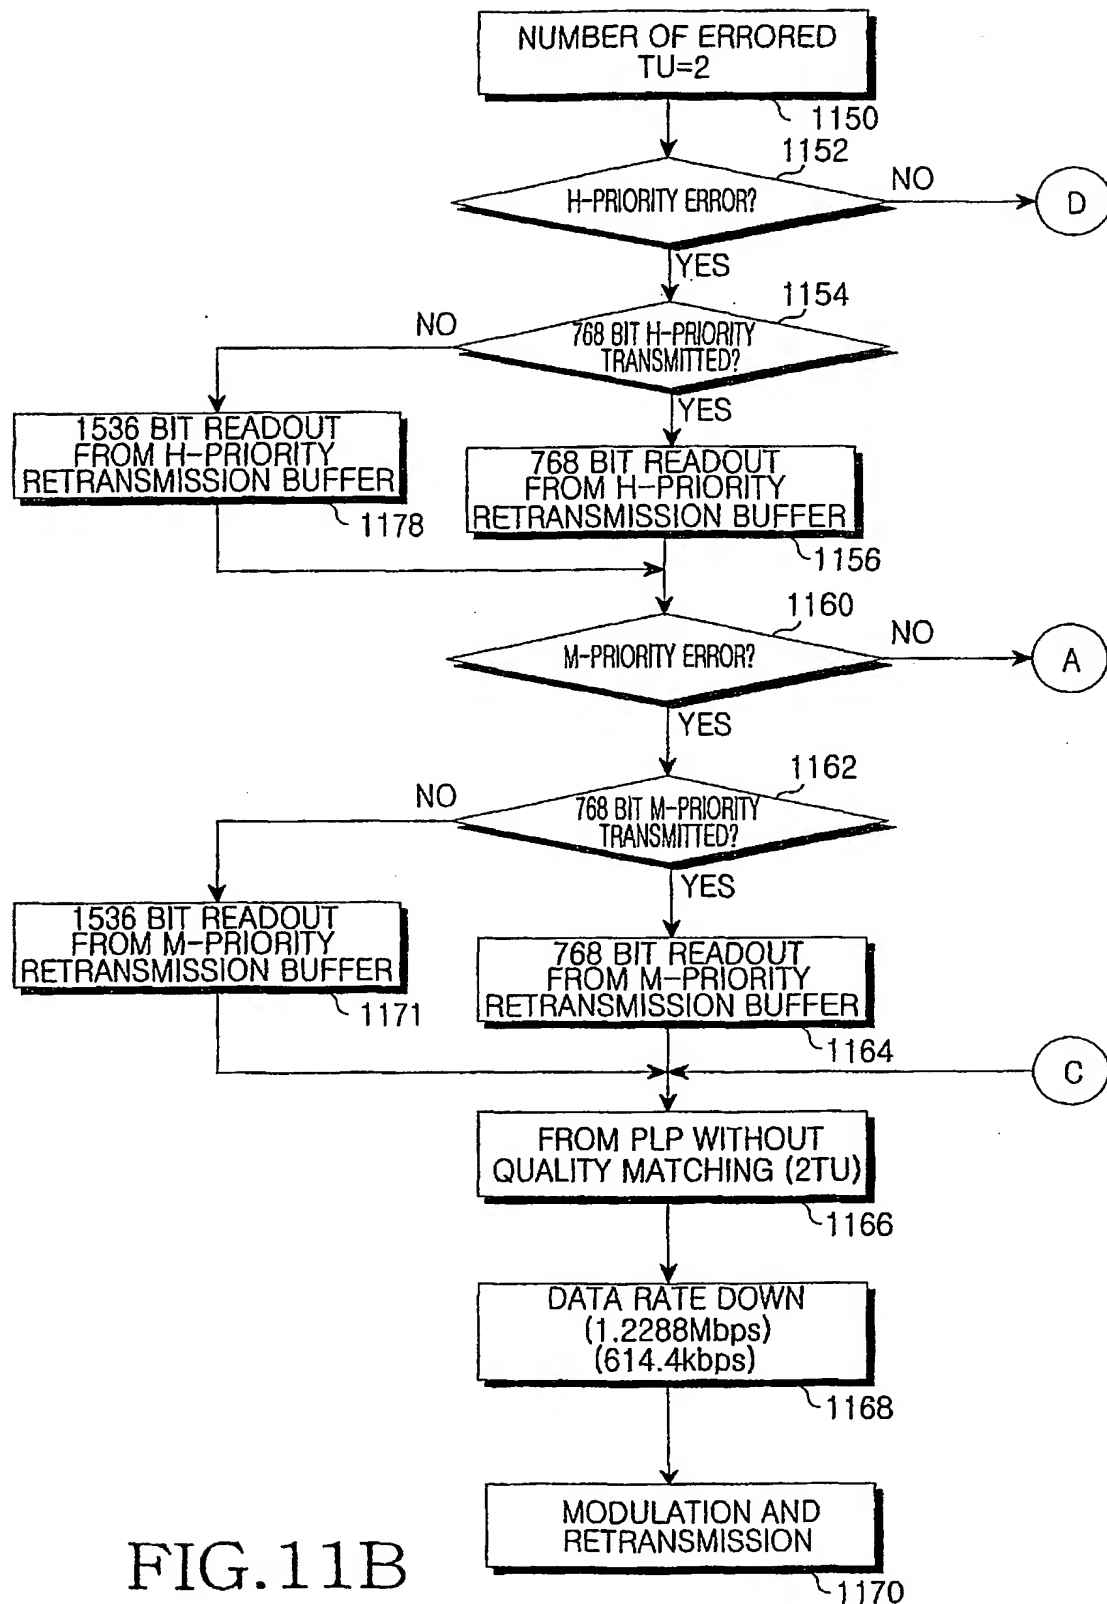 NUMBER OF ERRORED
TU=2
1150
1152
H-PRIORITY ERROR?
NO
D
YES
1154
NO
768 BIT H-PRIORITY
TRANSMITTED?
YES
1536 BIT READOUT
FROM H-PRIORITY
RETRANSMISSION BUFFER
1178
768 BIT READOUT
FROM H-PRIORITY
RETRANSMISSION BUFFER
1156
1160
M-PRIORITY ERROR?
NO
A
YES
1162
NO
768 BIT M-PRIORITY
TRANSMITTED?
YES
1536 BIT READOUT
FROM M-PRIORITY
RETRANSMISSION BUFFER
1171
768 BIT READOUT
FROM M-PRIORITY
RETRANSMISSION BUFFER
1164
C
FROM PLP WITHOUT
QUALITY MATCHING (2TU)
1166
DATA RATE DOWN
(1.2288Mbps)
(614.4kbps)
1168
MODULATION AND
RETRANSMISSION
1170
FIG.11B